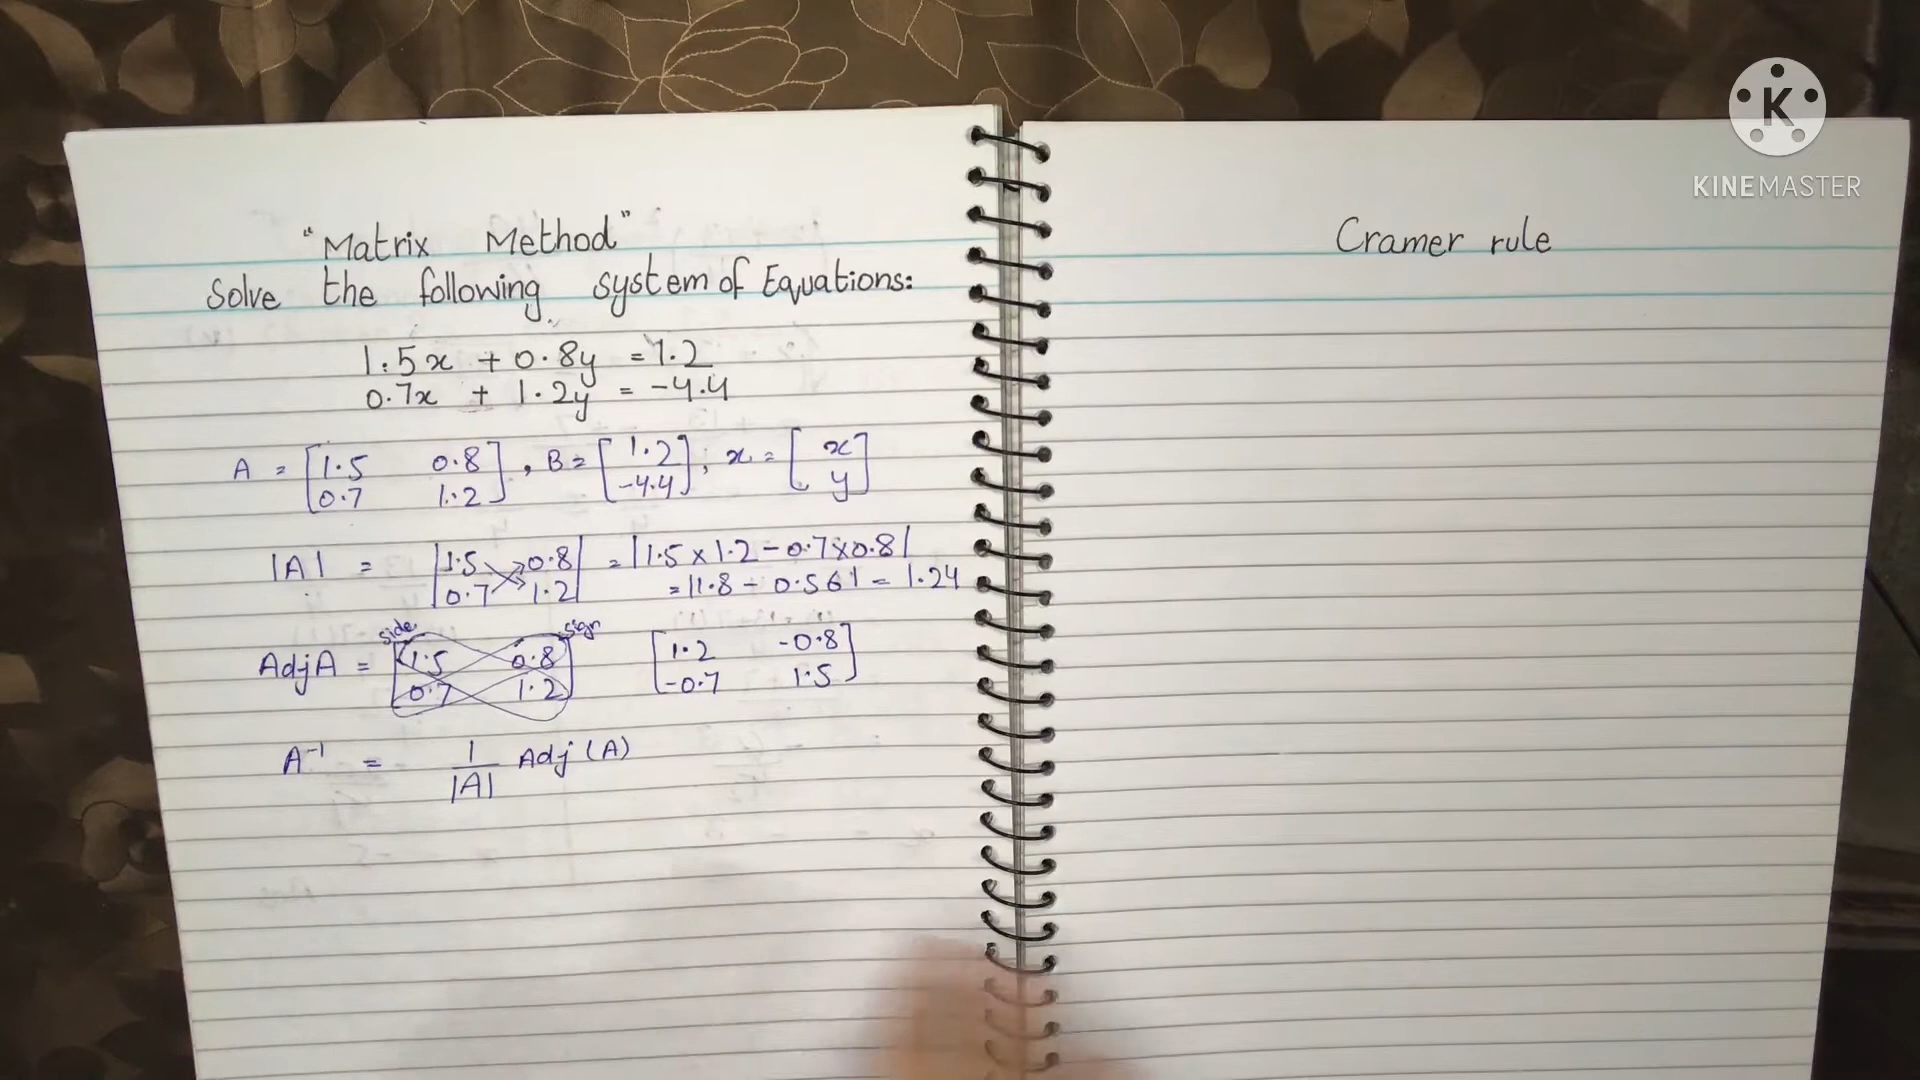 "Matrix Method"
Solve the following system of Equations:
1.5x + 0.8y = 1.2
0.7x + 1.2y = -4.4
A = [1.5 0.8
0.7 1.2], B = [1.2
-4.4], x = [x
y]
|A| = |1.5 0.8
0.7 1.2| = |1.5 x 1.2 - 0.7 x 0.8|
= |1.8 - 0.56| = 1.24
side sign
AdjA = [1.5 0.8
0.7 1.2] [1.2 -0.8
-0.7 1.5]
A⁻¹ = 1/|A| Adj (A)
Cramer rule
K
KINEMASTER